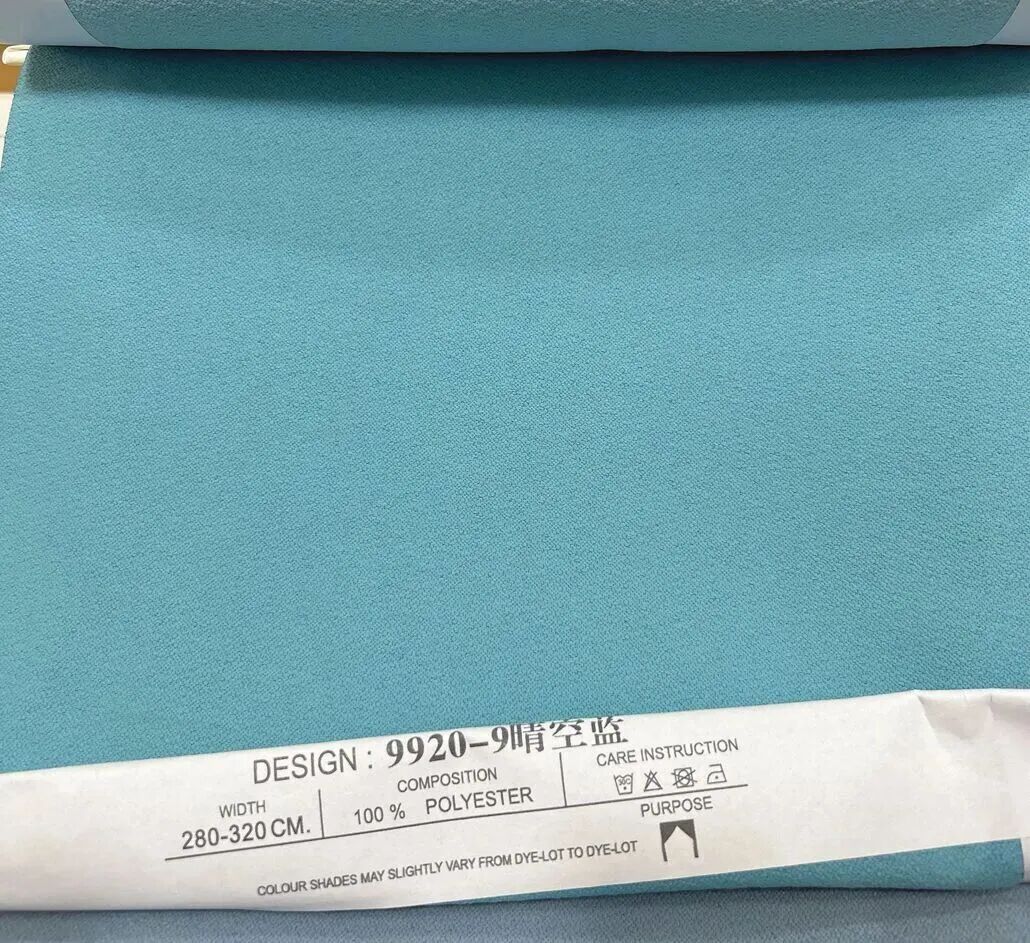 DESIGN : 9920-9晴空蓝
WIDTH
280-320 CM.
COMPOSITION
100 % POLYESTER
CARE INSTRUCTION
PURPOSE
COLOUR SHADES MAY SLIGHTLY VARY FROM DYE-LOT TO DYE-LOT